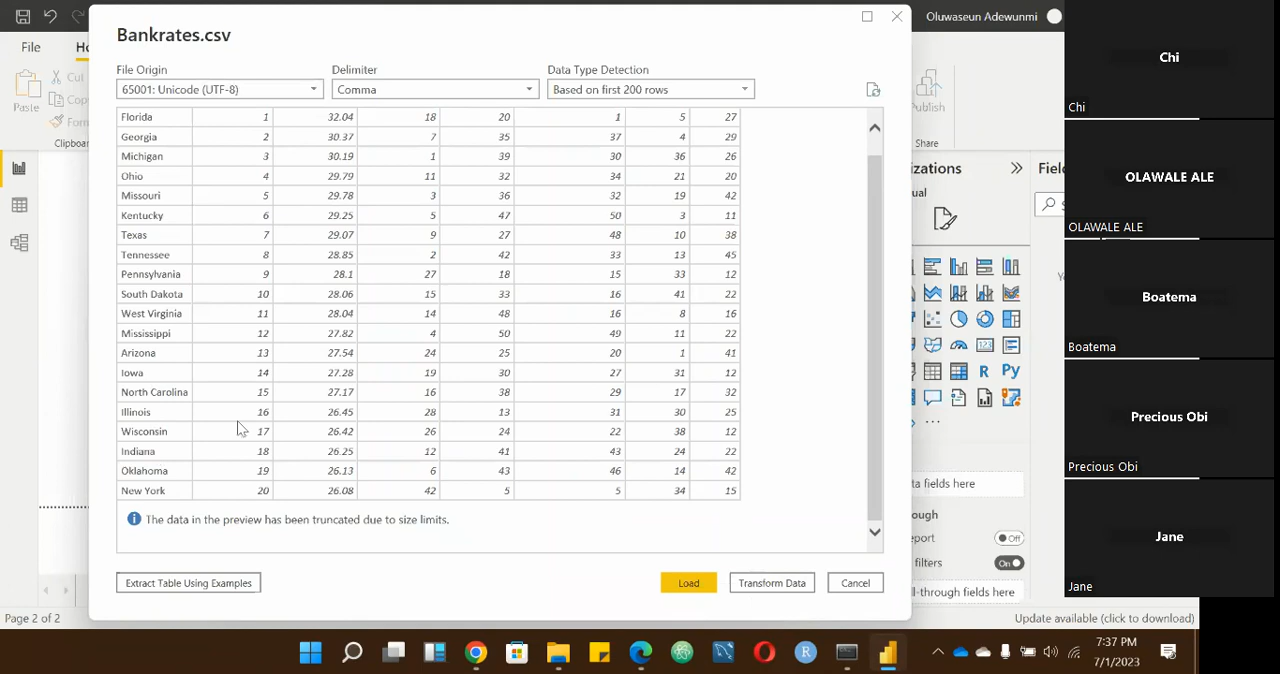 Oluwaseun Adewunmi
File
Ho
Paste
Cut
Copy
Form
Clipboard
Publish
Share
Bankrates.csv
File Origin Delimiter Data Type Detection
65001: Unicode (UTF-8) Comma Based on first 200 rows
Florida 1 32.04 18 20 1 5 27
Georgia 2 30.37 7 35 37 4 29
Michigan 3 30.19 1 39 30 36 26
Ohio 4 29.79 11 32 34 21 20
Missouri 5 29.78 3 36 32 19 42
Kentucky 6 29.25 5 47 50 3 11
Texas 7 29.07 9 27 48 10 38
Tennessee 8 28.85 2 42 33 13 45
Pennsylvania 9 28.1 27 18 15 33 12
South Dakota 10 28.06 15 33 16 41 22
West Virginia 11 28.04 14 48 16 8 16
Mississippi 12 27.82 4 50 49 11 22
Arizona 13 27.54 24 25 20 1 41
Iowa 14 27.28 19 30 27 31 12
North Carolina 15 27.17 16 38 29 17 32
Illinois 16 26.45 28 13 31 30 25
Wisconsin 17 26.42 26 24 22 38 12
Indiana 18 26.25 12 41 43 24 22
Oklahoma 19 26.13 6 43 46 14 42
New York 20 26.08 42 5 5 34 15
The data in the preview has been truncated due to size limits.
Extract Table Using Examples Load Transform Data Cancel
izations Fiel
ual
R Py
123
ta fields here
ough
eport Off
filters On
ll-through fields here
Page 2 of 2
Update available (click to download)
Chi
Chi
OLAWALE ALE
OLAWALE ALE
Boatema
Boatema
Precious Obi
Precious Obi
Jane
Jane
R
7:37 PM
7/1/2023